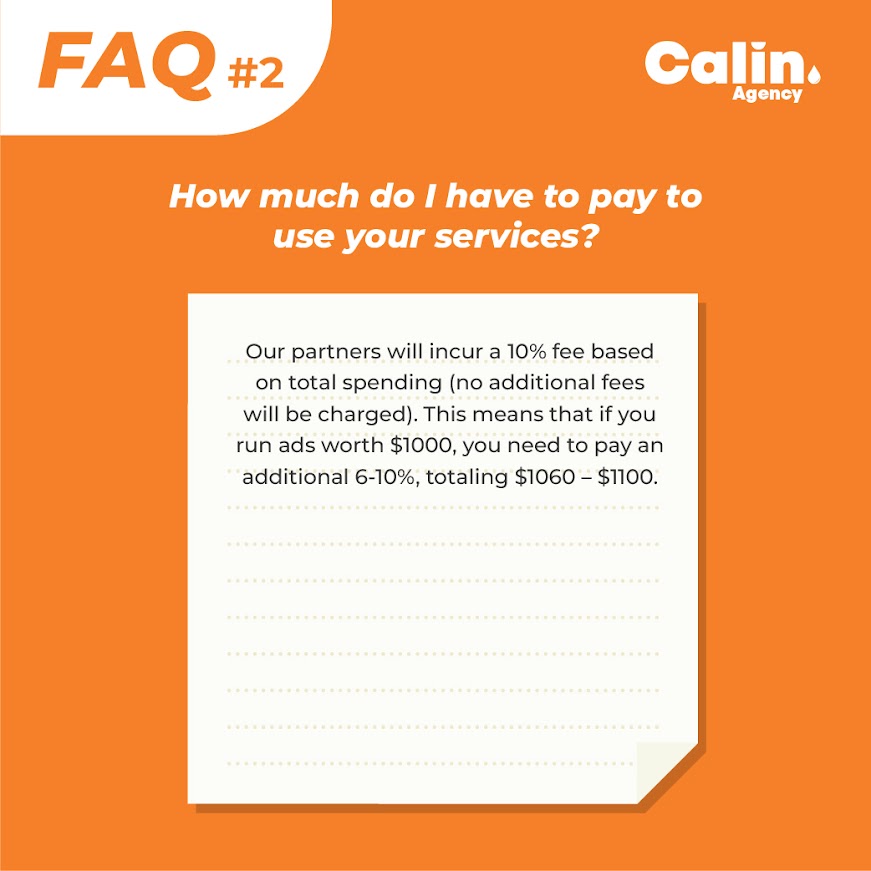 FAQ #2
Calin.
Agency
How much do I have to pay to
use your services?
Our partners will incur a 10% fee based
on total spending (no additional fees
will be charged). This means that if you
run ads worth $1000, you need to pay an
additional 6-10%, totaling $1060 – $1100.